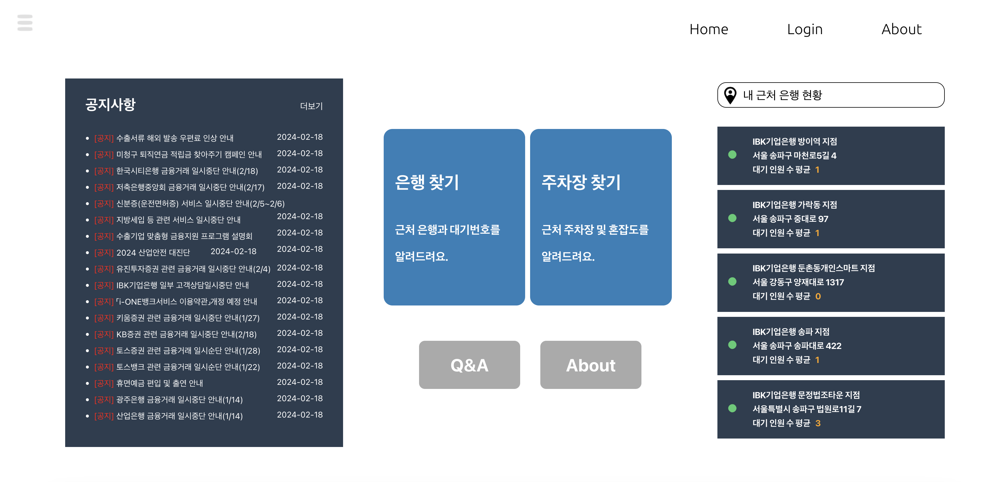 Home Login About
공지사항 더보기
[공지] 수출서류 해외 발송 우편료 인상 안내 2024-02-18
[공지] 미청구 퇴직연금 적립금 찾아주기 캠페인 안내 2024-02-18
[공지] 한국시티은행 금융거래 일시중단 안내(2/18) 2024-02-18
[공지] 저축은행중앙회 금융거래 일시중단 안내(2/17) 2024-02-18
[공지] 신분증(운전면허증) 서비스 일시중단 안내(2/5~2/6)
2024-02-18
[공지] 지방세입 등 관련 서비스 일시중단 안내
2024-02-18
[공지] 수출기업 맞춤형 금융지원 프로그램 설명회
2024-02-18
[공지] 2024 산업안전 대진단 2024-02-18
[공지] 유진투자증권 관련 금융거래 일시중단 안내(2/4) 2024-02-18
[공지] IBK기업은행 일부 고객상담일시중단 안내 2024-02-18
[공지]「i-ONE뱅크서비스 이용약관」개정 예정 안내 2024-02-18
[공지] 키움증권 관련 금융거래 일시중단 안내(1/27) 2024-02-18
[공지] KB증권 관련 금융거래 일시중단 안내(2/18) 2024-02-18
[공지] 토스증권 관련 금융거래 일시순단 안내(1/28) 2024-02-18
[공지] 토스뱅크 관련 금융거래 일시순단 안내(1/22) 2024-02-18
[공지] 휴면예금 편입 및 출연 안내 2024-02-18
[공지] 광주은행 금융거래 일시중단 안내(1/14) 2024-02-18
[공지] 산업은행 금융거래 일시중단 안내(1/14) 2024-02-18
은행 찾기
근처 은행과 대기번호를
알려드려요.
주차장 찾기
근처 주차장 및 혼잡도를
알려드려요.
Q&A
About
내 근처 은행 현황
IBK기업은행 방이역 지점
서울 송파구 마천로5길 4
대기 인원 수 평균 1
IBK기업은행 가락동 지점
서울 송파구 중대로 97
대기 인원 수 평균 1
IBK기업은행 둔촌동개인스마트 지점
서울 강동구 양재대로 1317
대기 인원 수 평균 0
IBK기업은행 송파 지점
서울 송파구 송파대로 422
대기 인원 수 평균 1
IBK기업은행 문정법조타운 지점
서울특별시 송파구 법원로11길 7
대기 인원 수 평균 3